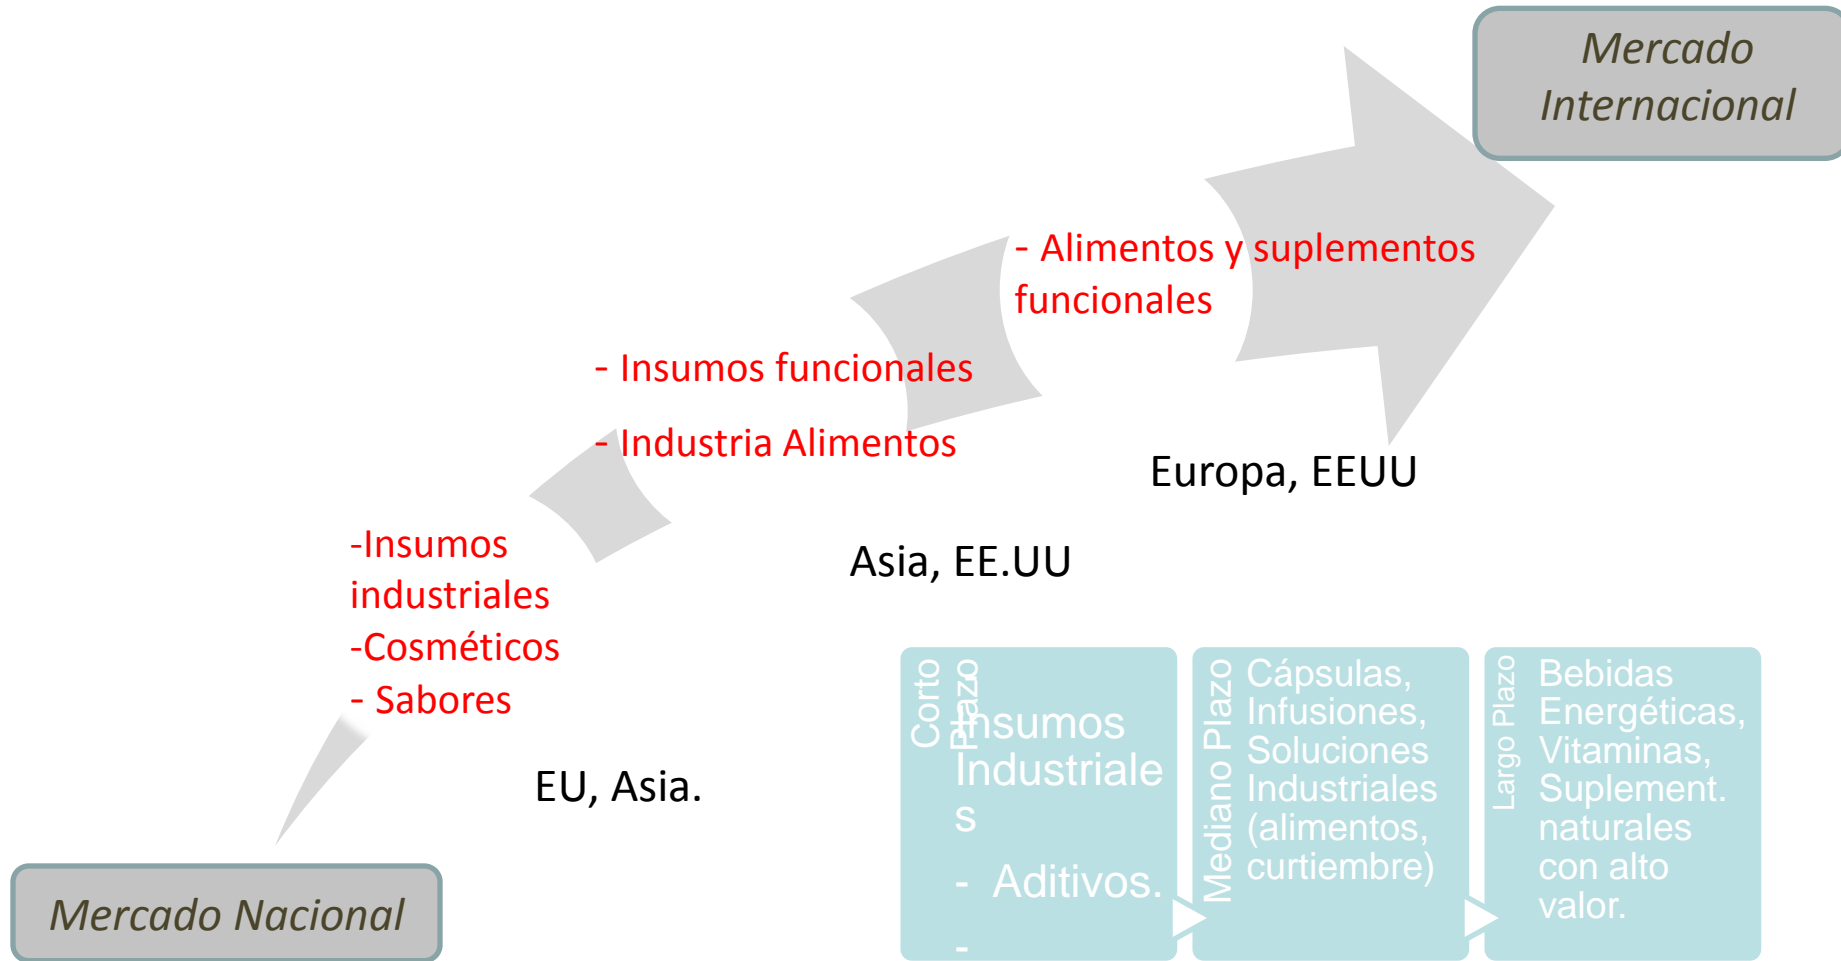 Mercado
Internacional
- Alimentos y suplementos
funcionales
- Insumos funcionales
- Industria Alimentos
Europa, EEUU
-Insumos
industriales
-Cosméticos
- Sabores
Asia, EE.UU
EU, Asia.
Mercado Nacional
Corto
Plazo
-
Insumos
Industriale
s
- Aditivos.
-
Mediano Plazo
Cápsulas,
Infusiones,
Soluciones
Industriales
(alimentos,
curtiembre)
Largo Plazo
Bebidas
Energéticas,
Vitaminas,
Suplement.
naturales
con alto
valor.